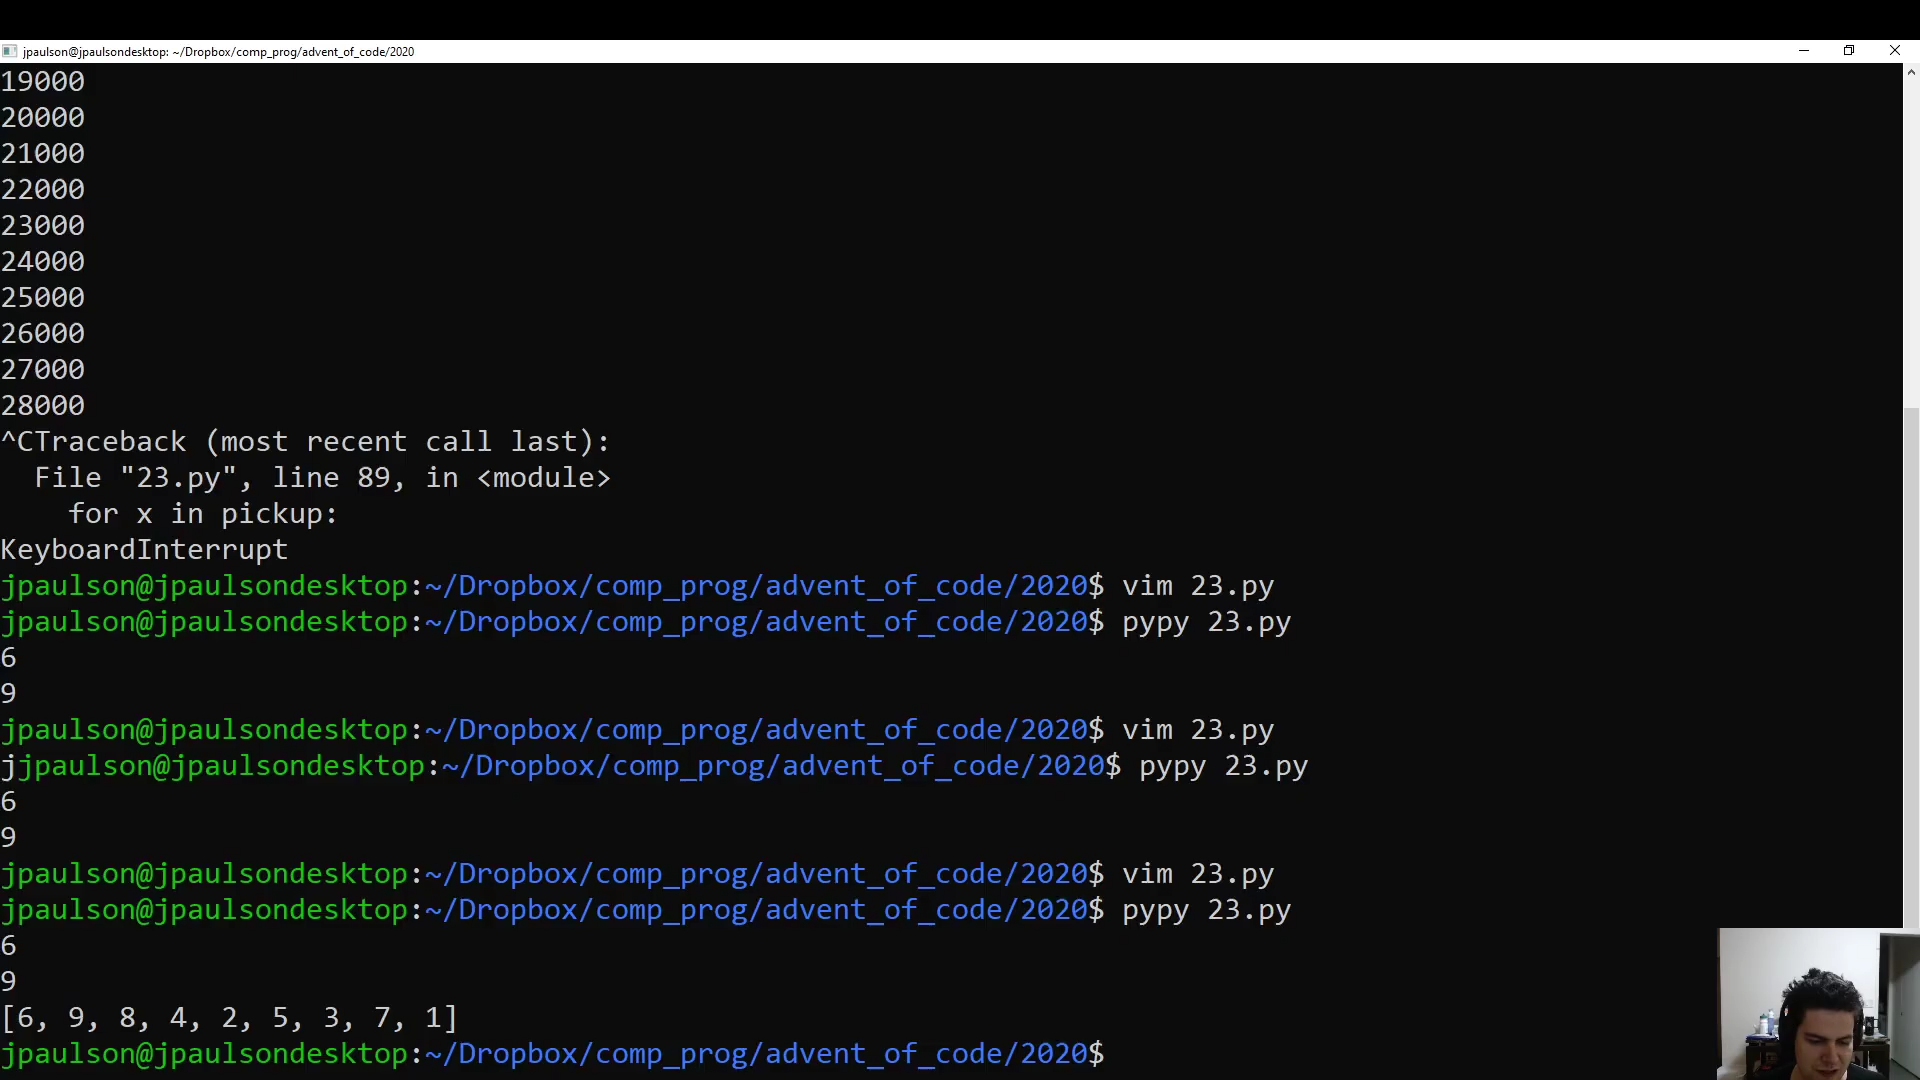 jpaulson@jpaulsondesktop: ~/Dropbox/comp_prog/advent_of_code/2020
19000
20000
21000
22000
23000
24000
25000
26000
27000
28000
^CTraceback (most recent call last):
  File "23.py", line 89, in <module>
    for x in pickup:
KeyboardInterrupt
jpaulson@jpaulsondesktop:~/Dropbox/comp_prog/advent_of_code/2020$ vim 23.py
jpaulson@jpaulsondesktop:~/Dropbox/comp_prog/advent_of_code/2020$ pypy 23.py
6
9
jpaulson@jpaulsondesktop:~/Dropbox/comp_prog/advent_of_code/2020$ vim 23.py
jjpaulson@jpaulsondesktop:~/Dropbox/comp_prog/advent_of_code/2020$ pypy 23.py
6
9
jpaulson@jpaulsondesktop:~/Dropbox/comp_prog/advent_of_code/2020$ vim 23.py
jpaulson@jpaulsondesktop:~/Dropbox/comp_prog/advent_of_code/2020$ pypy 23.py
6
9
[6, 9, 8, 4, 2, 5, 3, 7, 1]
jpaulson@jpaulsondesktop:~/Dropbox/comp_prog/advent_of_code/2020$